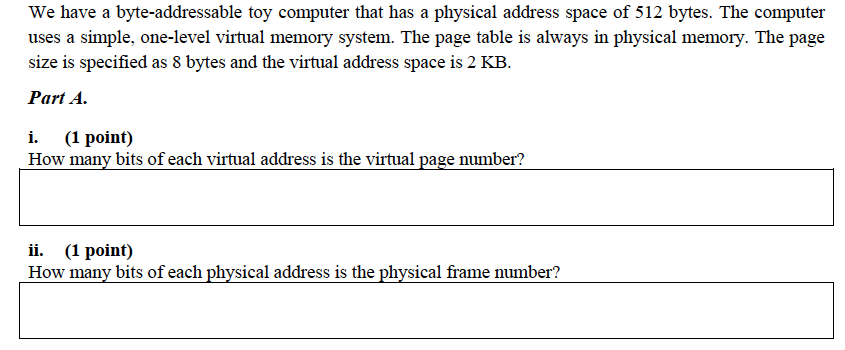 We have a byte-addressable toy computer that has a physical address space of 512 bytes. The computer
uses a simple, one-level virtual memory system. The page table is always in physical memory. The page
size is specified as 8 bytes and the virtual address space is 2 KB.
Part A.
i. (1 point)
How many bits of each virtual address is the virtual page number?
ii. (1 point)
How many bits of each physical address is the physical frame number?